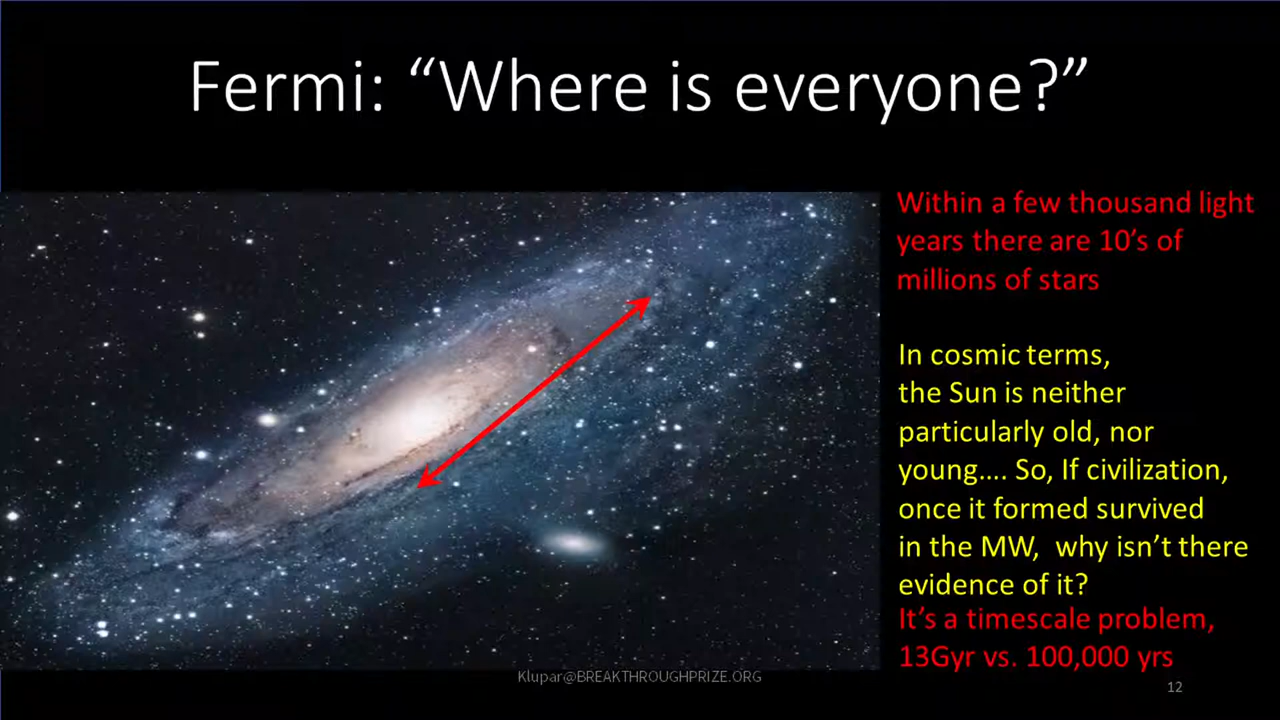 Fermi: “Where is everyone?”
Within a few thousand light
years there are 10’s of
millions of stars
In cosmic terms,
the Sun is neither
particularly old, nor
young…. So, If civilization,
once it formed survived
in the MW,  why isn’t there
evidence of it?
It’s a timescale problem,
13Gyr vs. 100,000 yrs
Klupar@BREAKTHROUGHPRIZE.ORG
12